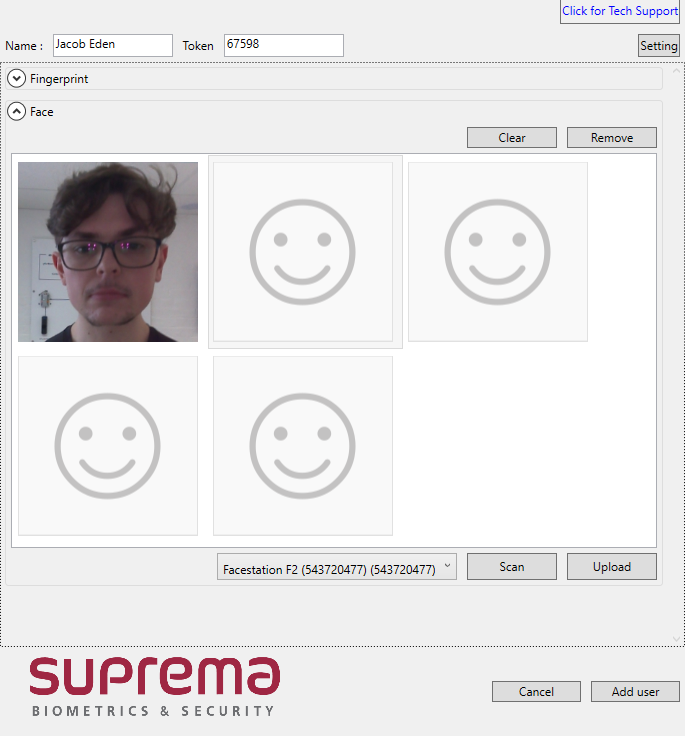 Click for Tech Support
Name : Jacob Eden Token 67598 Setting
Fingerprint
Face
Clear Remove
Facestation F2 (543720477) (543720477) Scan Upload
suprema
BIOMETRICS & SECURITY
Cancel Add user